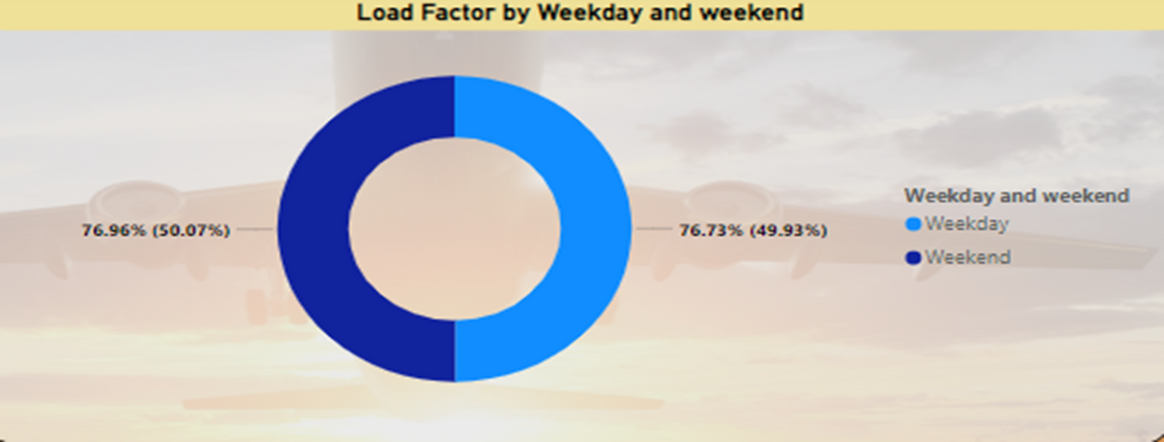 Load Factor by Weekday and weekend
76.96% (50.07%)
76.73% (49.93%)
Weekday and weekend
Weekday
Weekend